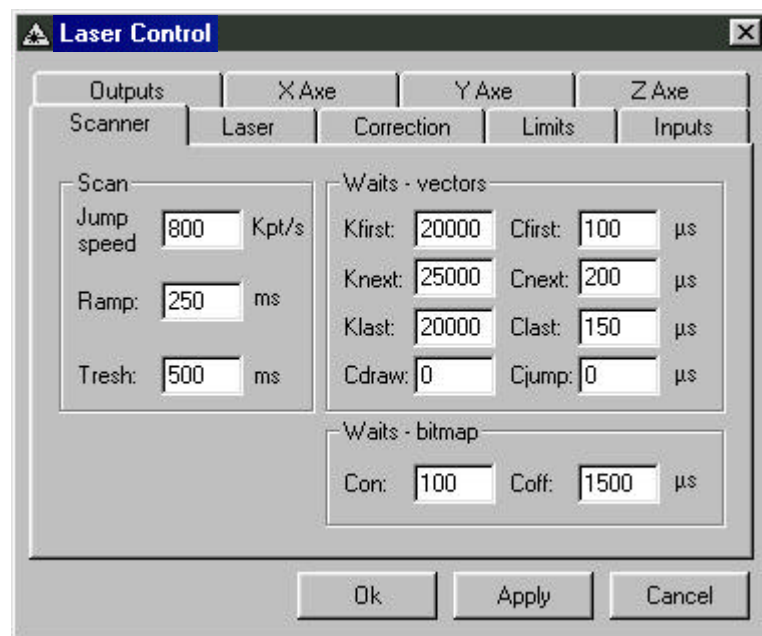 Laser Control
Outputs X Axe Y Axe Z Axe
Scanner Laser Correction Limits Inputs
Scan
Jump speed 800 Kpt/s
Ramp: 250 ms
Tresh: 500 ms
Waits - vectors
Kfirst: 20000 Cfirst: 100 µs
Knext: 25000 Cnext: 200 µs
Klast: 20000 Clast: 150 µs
Cdraw: 0 Cjump: 0 µs
Waits - bitmap
Con: 100 Coff: 1500 µs
Ok Apply Cancel